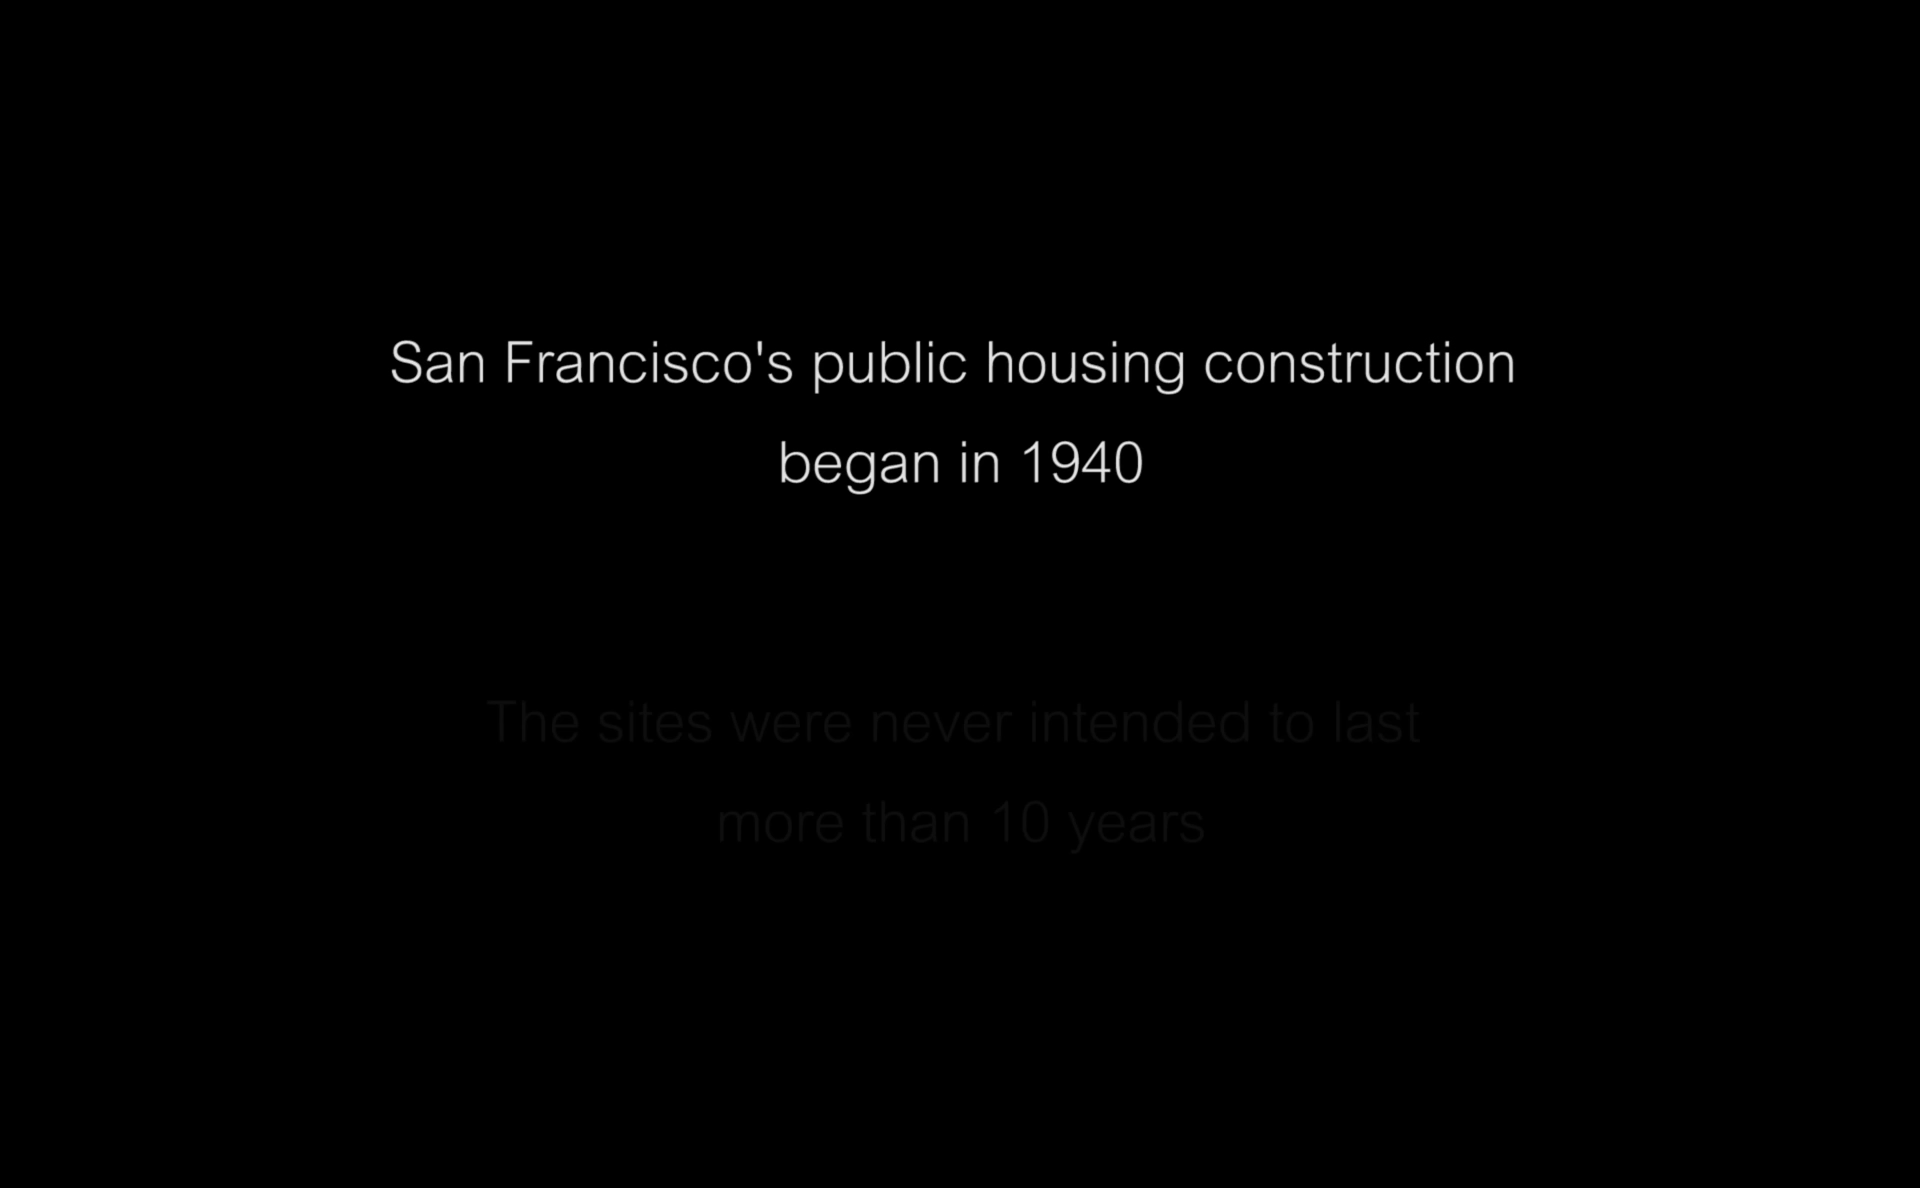 San Francisco's public housing construction
began in 1940
The sites were never intended to last
more than 10 years